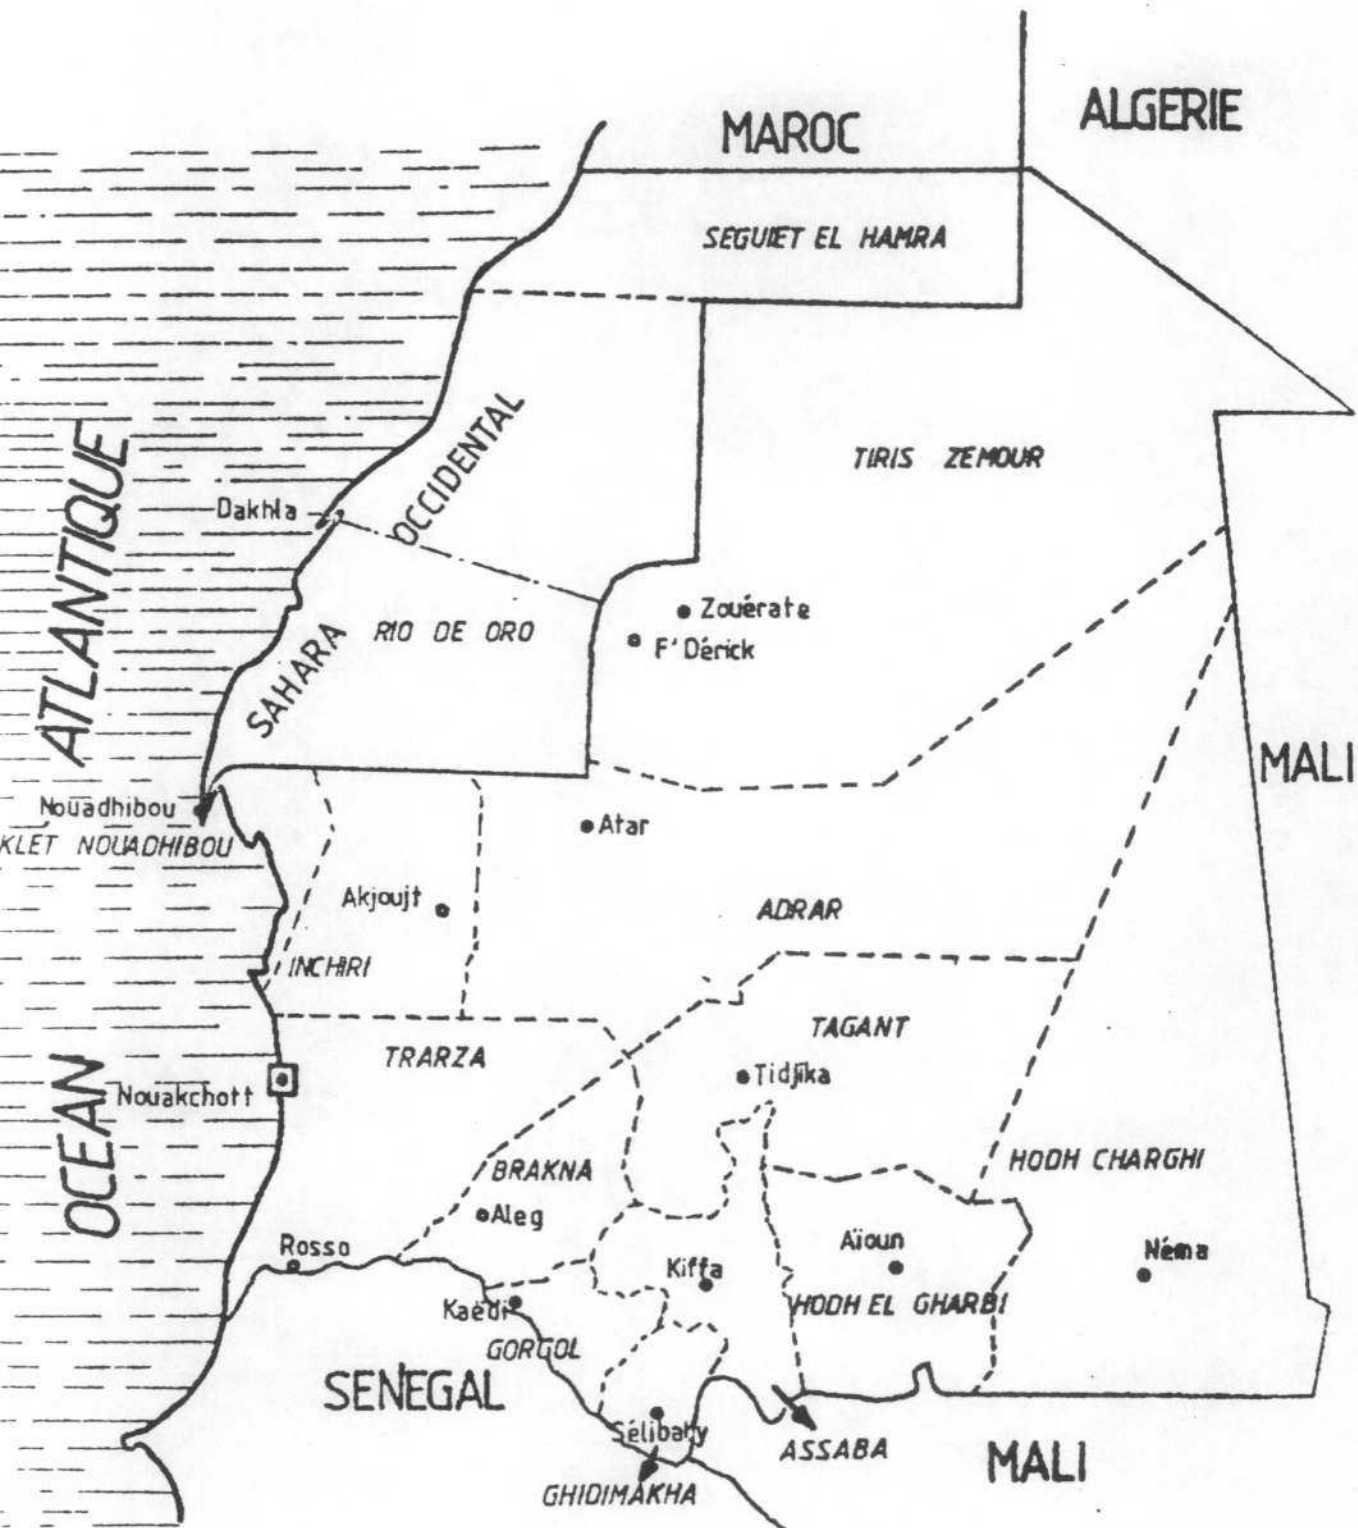 ALGERIE
MAROC
SEGUIET EL HAMRA
OCCIDENTAL
TIRIS ZEMOUR
ATLANTIQUE
Dakhla
Zouérate
RIO DE ORO
F'Dérick
SAHARA
MALI
Nouadhibou
KLET NOUADHIBOU
Atar
Akjoujt
ADRAR
INCHIRI
TAGANT
TRARZA
Tidjika
OCEAN
Nouakchott
HODH CHARGHI
BRAKNA
Aleg
Aïoun
Rosso
Néma
Kiffa
Kaédi
HODH EL GHARBI
GORGOL
SENEGAL
Sélibaby
ASSABA
MALI
GHIDIMAKHA